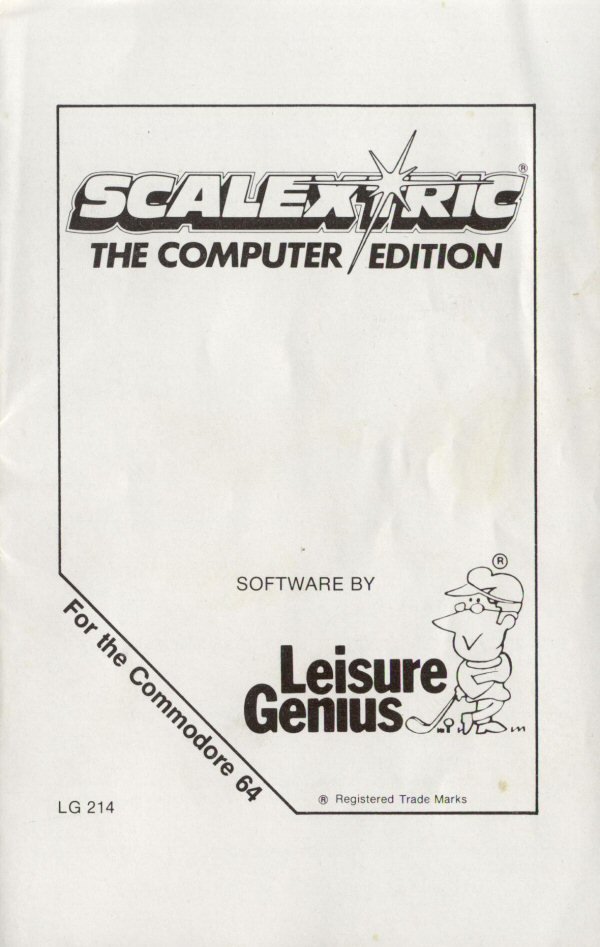 SCALEXTRIC ®
THE COMPUTER EDITION
SOFTWARE BY
®
Leisure
Genius
For the Commodore 64
® Registered Trade Marks
LG 214